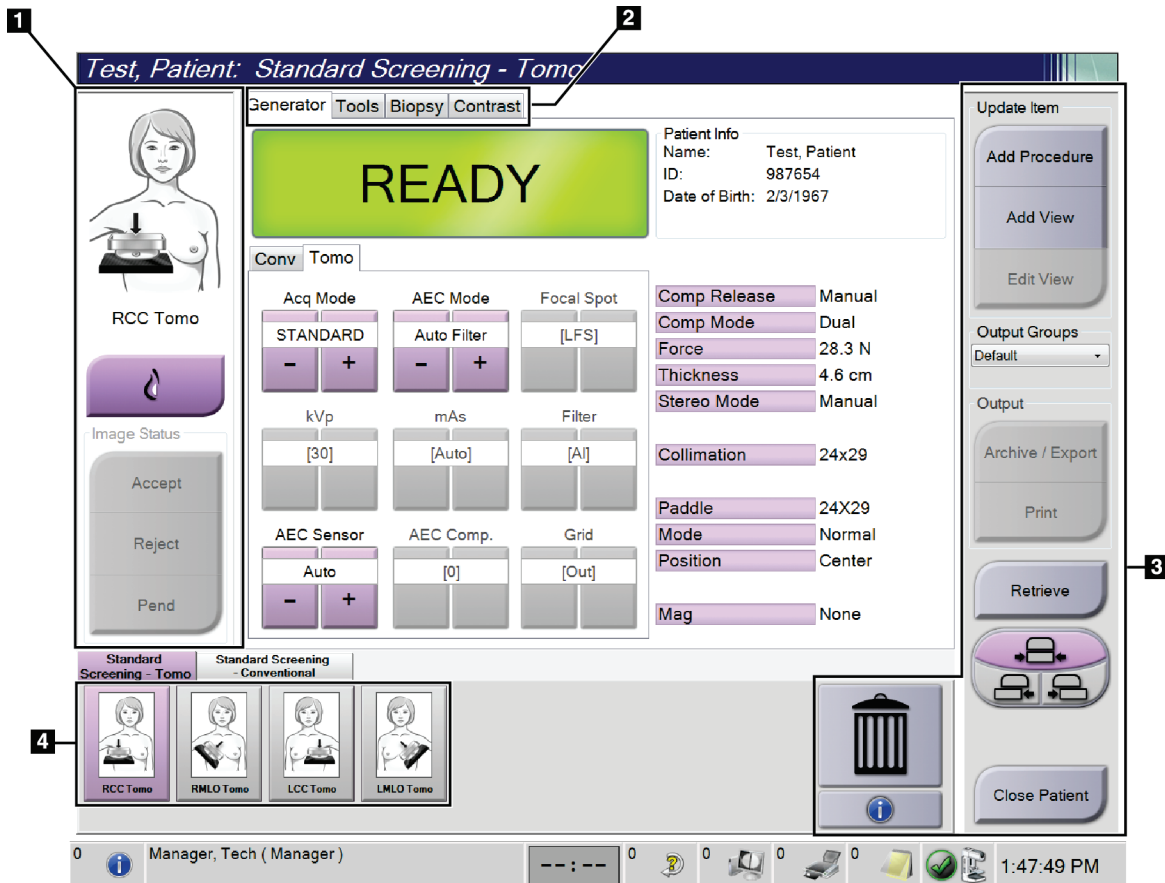 1
2
Test, Patient: Standard Screening - Tomo
Generator Tools Biopsy Contrast
READY
Patient Info
Name: Test, Patient
ID: 987654
Date of Birth: 2/3/1967
RCC Tomo
Image Status
Accept
Reject
Pend
Conv Tomo
Acq Mode AEC Mode Focal Spot
STANDARD Auto Filter [LFS]
- + - +
kVp mAs Filter
[30] [Auto] [Al]
AEC Sensor AEC Comp. Grid
Auto [0] [Out]
- +
Comp Release Manual
Comp Mode Dual
Force 28.3 N
Thickness 4.6 cm
Stereo Mode Manual
Collimation 24x29
Paddle 24X29
Mode Normal
Position Center
Mag None
Update Item
Add Procedure
Add View
Edit View
Output Groups
Default
Output
Archive / Export
Print
3
Retrieve
Close Patient
Standard
Screening - Tomo
Standard Screening
- Conventional
4
RCC Tomo RMLO Tomo LCC Tomo LMLO Tomo
i
0 i Manager, Tech ( Manager ) --:-- 0 ? 0 0 0 1:47:49 PM